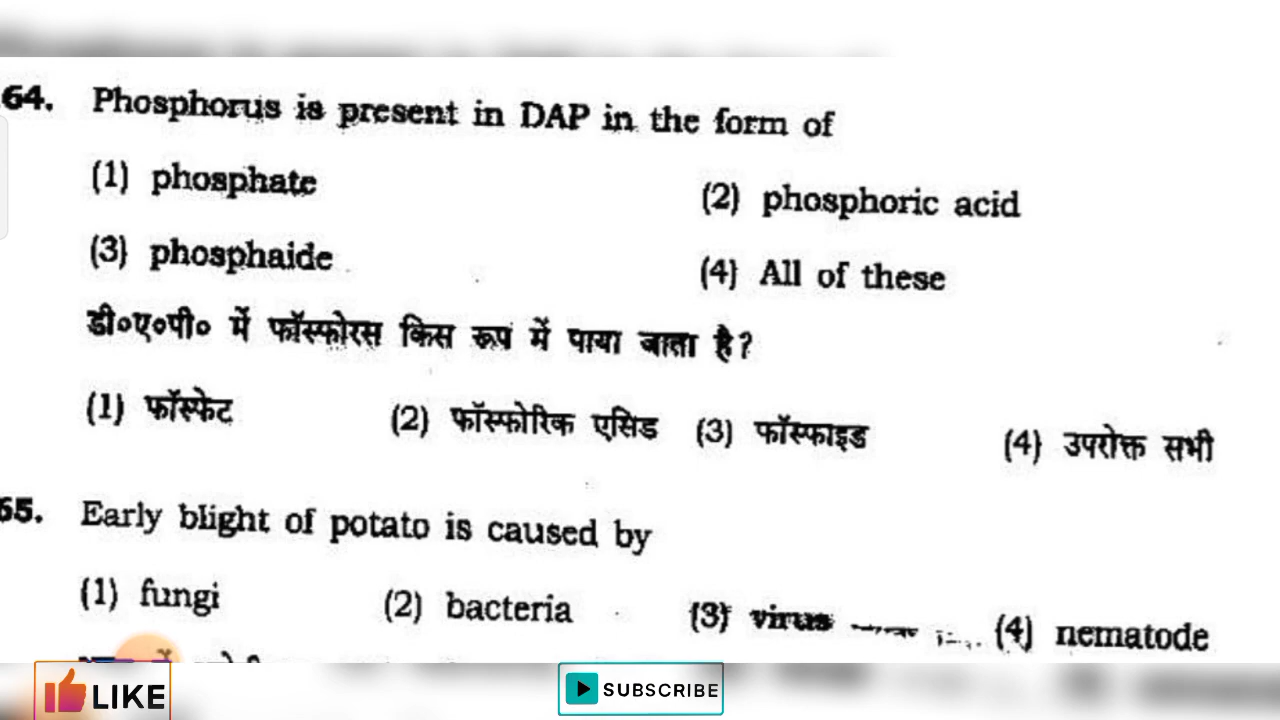 64. Phosphorus is present in DAP in the form of
(1) phosphate (2) phosphoric acid
(3) phosphaide (4) All of these
डी०ए०पी० में फॉस्फोरस किस रूप में पाया जाता है?
(1) फॉस्फेट (2) फॉस्फोरिक एसिड (3) फॉस्फाइड (4) उपरोक्त सभी
65. Early blight of potato is caused by
(1) fungi (2) bacteria (3) virus (4) nematode
LIKE SUBSCRIBE